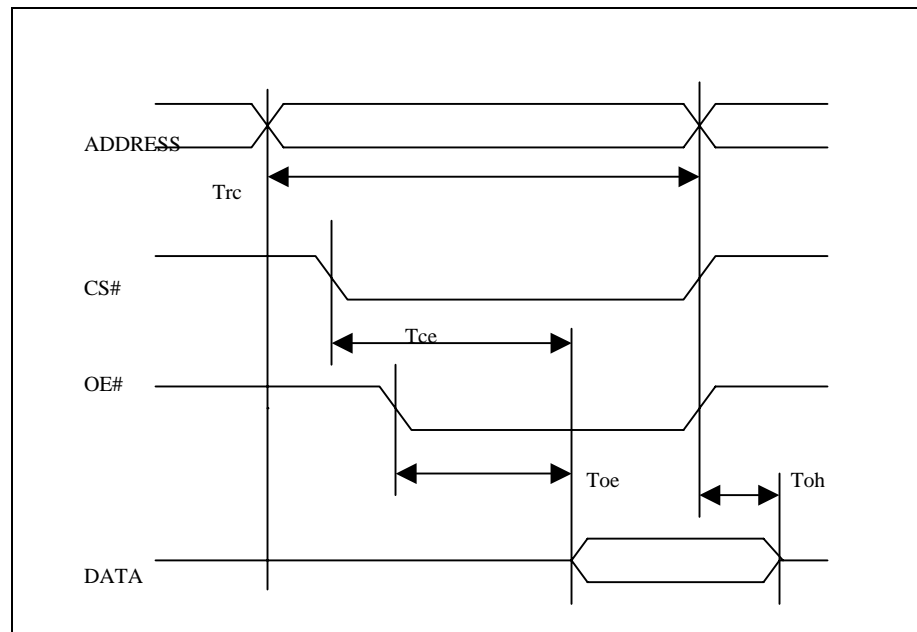 ADDRESS
Trc
CS#
Tce
OE#
Toe
Toh
DATA